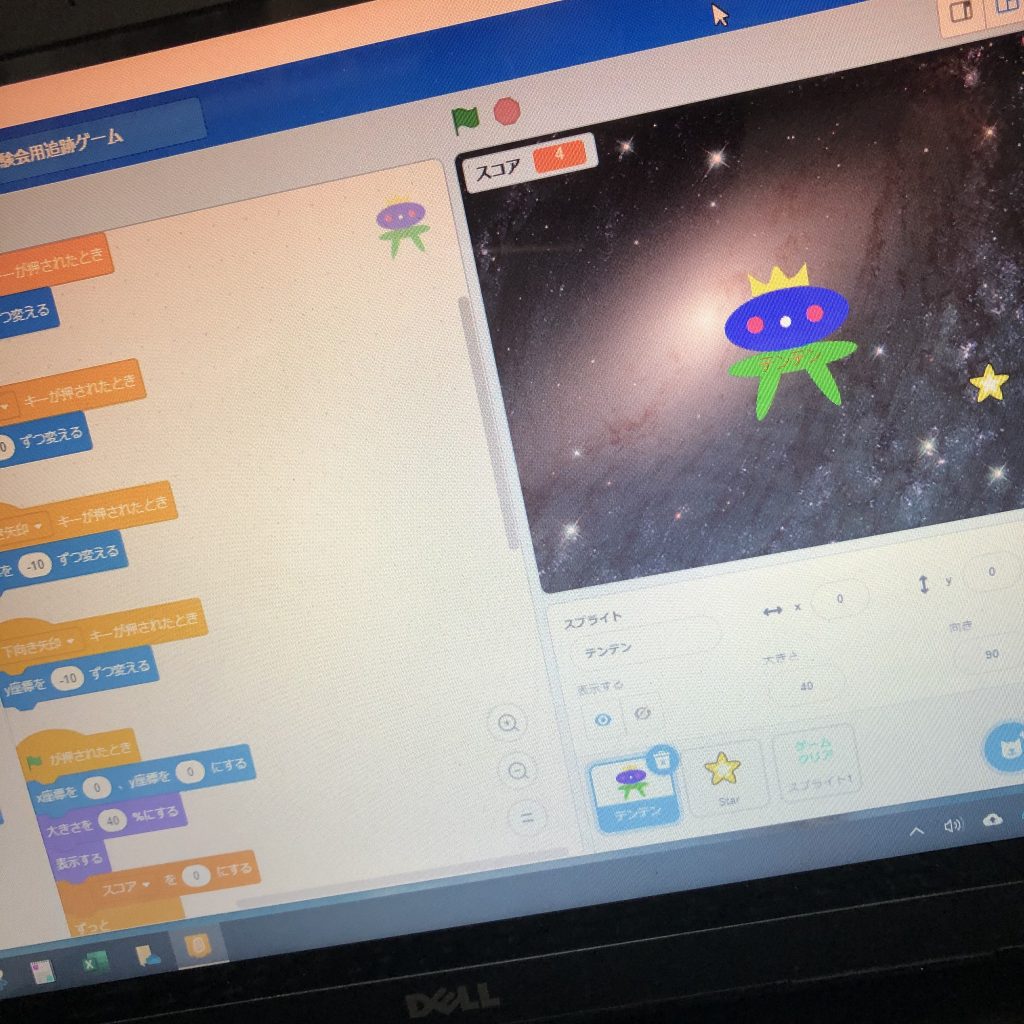 験会用追跡ゲーム
スコア 4
が押されたとき
つ変える
キーが押されたとき
0 ずつ変える
矢印 キーが押されたとき
を -10 ずつ変える
下向き矢印 キーが押されたとき
y座標を -10 ずつ変える
が押されたとき
x座標を 0 、y座標を 0 にする
大きさを 40 %にする
表示する
スコア を 0 にする
ずっと
スプライト
テンテン
x 0
y 0
表示する
大きさ
40
向き
90
テンテン
Star
ゲーム
クリア
スプライト1
DELL